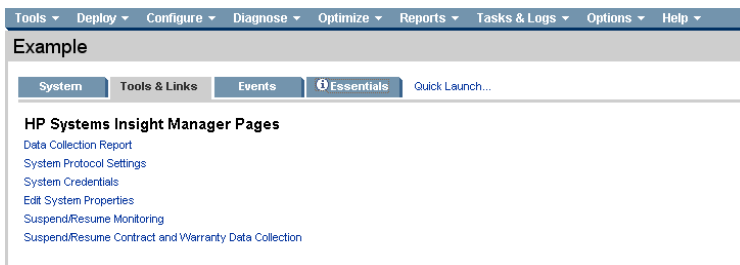 Tools Deploy Configure Diagnose Optimize Reports Tasks & Logs Options Help
Example
System Tools & Links Events Essentials Quick Launch...
HP Systems Insight Manager Pages
Data Collection Report
System Protocol Settings
System Credentials
Edit System Properties
Suspend/Resume Monitoring
Suspend/Resume Contract and Warranty Data Collection